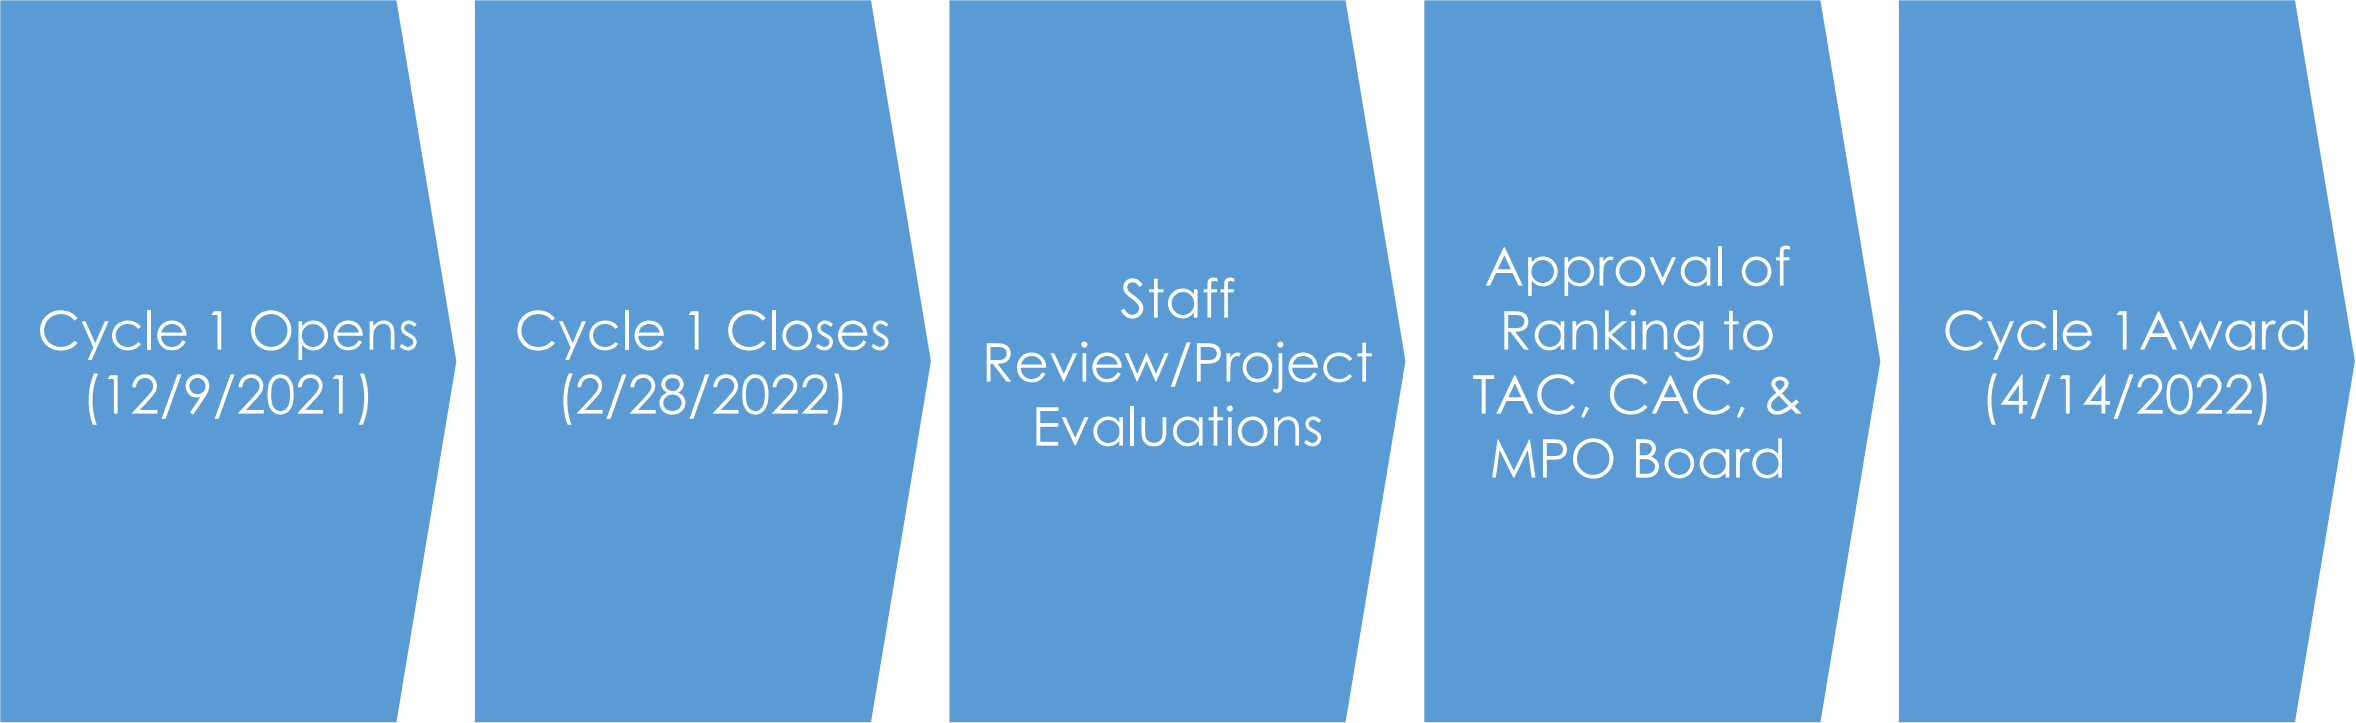 Cycle 1 Opens
(12/9/2021)
Cycle 1 Closes
(2/28/2022)
Staff
Review/Project
Evaluations
Approval of
Ranking to
TAC, CAC, &
MPO Board
Cycle 1Award
(4/14/2022)